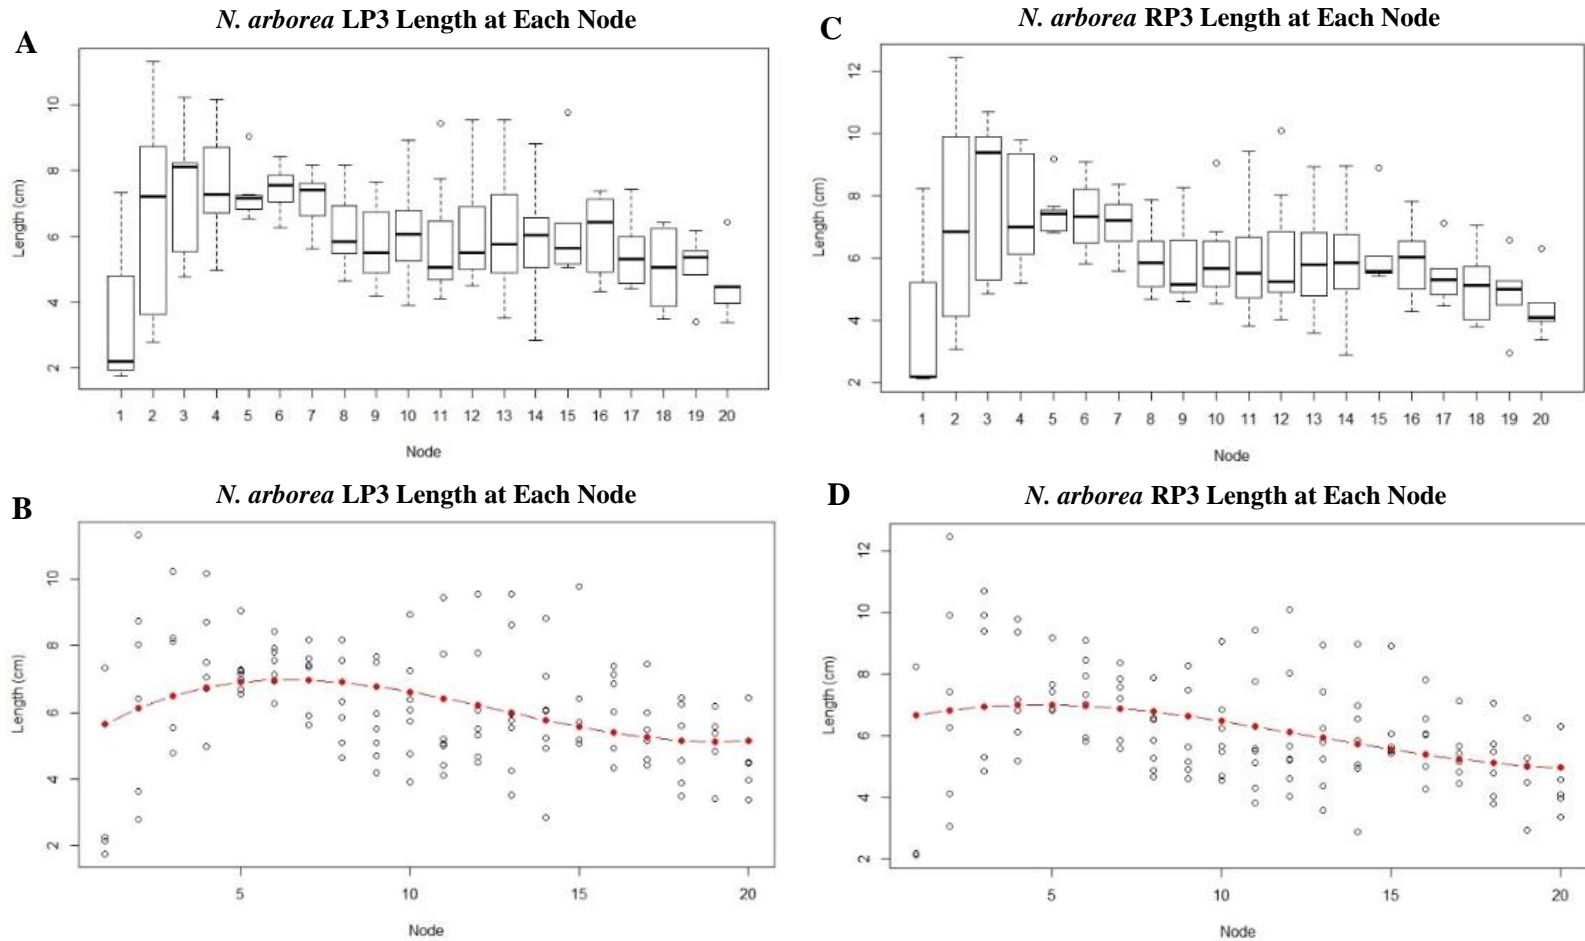 A
N. arborea LP3 Length at Each Node
Length (cm)
10
8
6
4
2
1 2 3 4 5 6 7 8 9 10 11 12 13 14 15 16 17 18 19 20
Node
C
N. arborea RP3 Length at Each Node
Length (cm)
12
10
8
6
4
2
1 2 3 4 5 6 7 8 9 10 11 12 13 14 15 16 17 18 19 20
Node
B
N. arborea LP3 Length at Each Node
Length (cm)
10
8
6
4
2
5 10 15 20
Node
D
N. arborea RP3 Length at Each Node
Length (cm)
12
10
8
6
4
2
5 10 15 20
Node